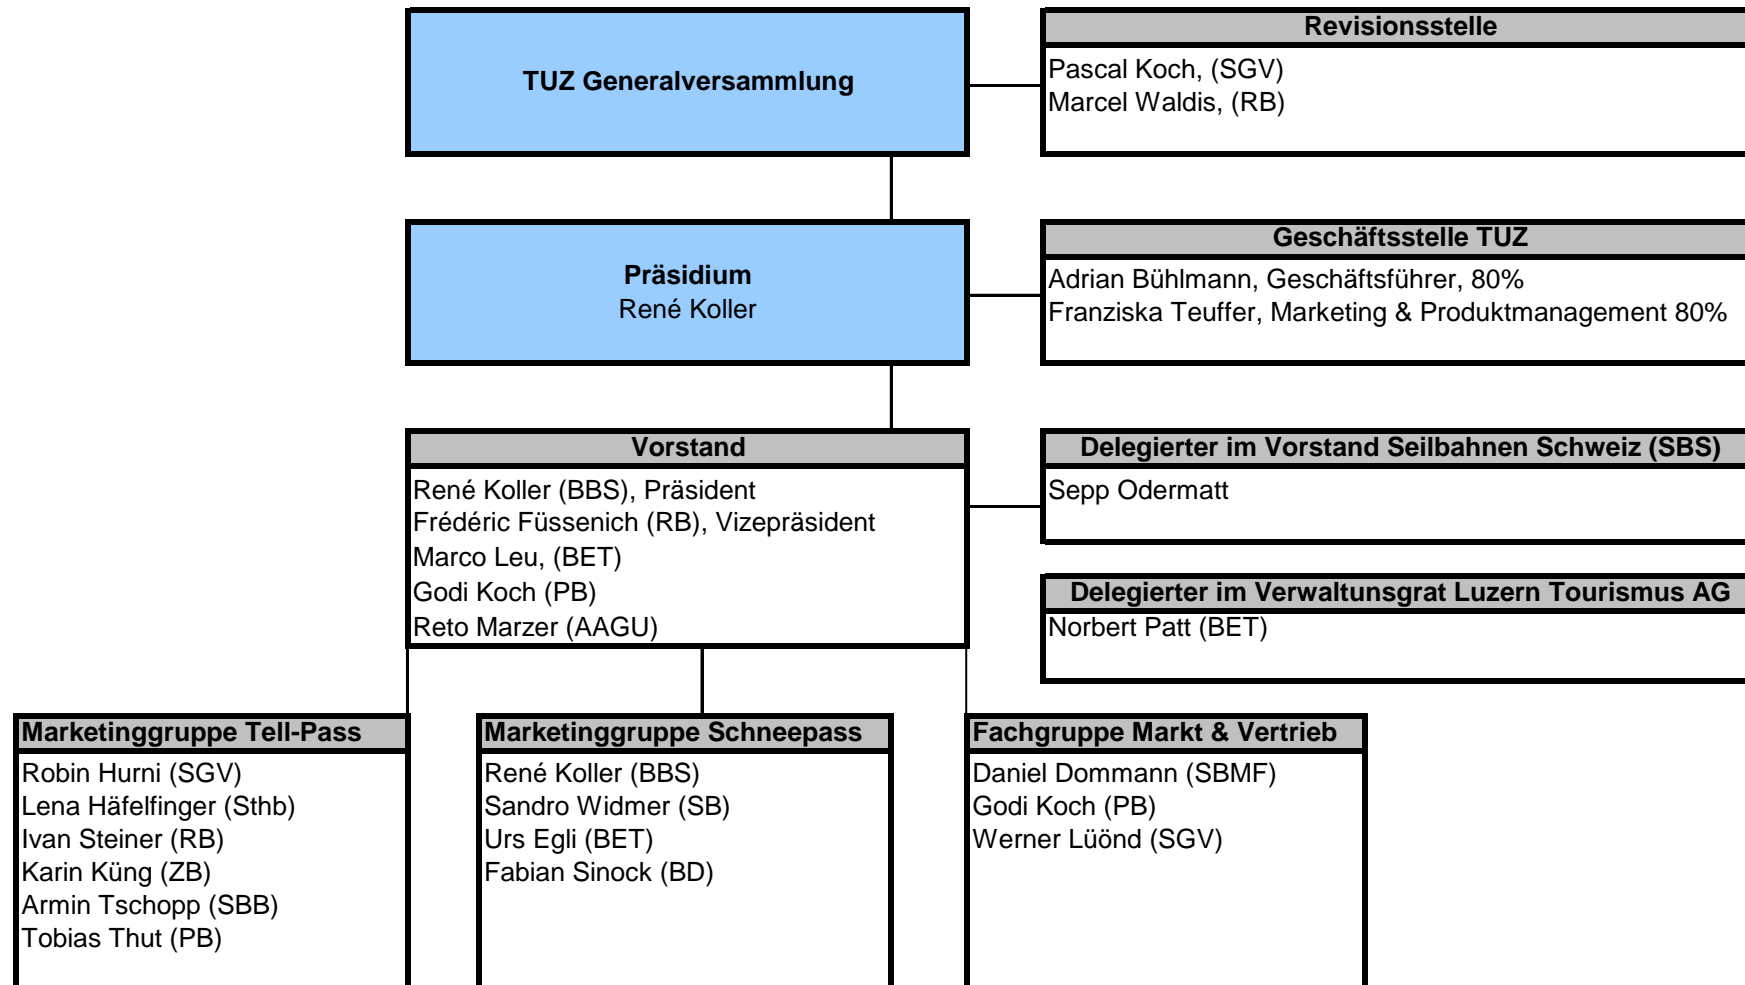 TUZ Generalversammlung
Revisionsstelle
Pascal Koch, (SGV)
Marcel Waldis, (RB)
Präsidium
René Koller
Geschäftsstelle TUZ
Adrian Bühlmann, Geschäftsführer, 80%
Franziska Teuffer, Marketing & Produktmanagement 80%
Vorstand
René Koller (BBS), Präsident
Frédéric Füssenich (RB), Vizepräsident
Marco Leu, (BET)
Godi Koch (PB)
Reto Marzer (AAGU)
Delegierter im Vorstand Seilbahnen Schweiz (SBS)
Sepp Odermatt
Delegierter im Verwaltunsgrat Luzern Tourismus AG
Norbert Patt (BET)
Marketinggruppe Tell-Pass
Robin Hurni (SGV)
Lena Häfelfinger (Sthb)
Ivan Steiner (RB)
Karin Küng (ZB)
Armin Tschopp (SBB)
Tobias Thut (PB)
Marketinggruppe Schneepass
René Koller (BBS)
Sandro Widmer (SB)
Urs Egli (BET)
Fabian Sinock (BD)
Fachgruppe Markt & Vertrieb
Daniel Dommann (SBMF)
Godi Koch (PB)
Werner Lüönd (SGV)